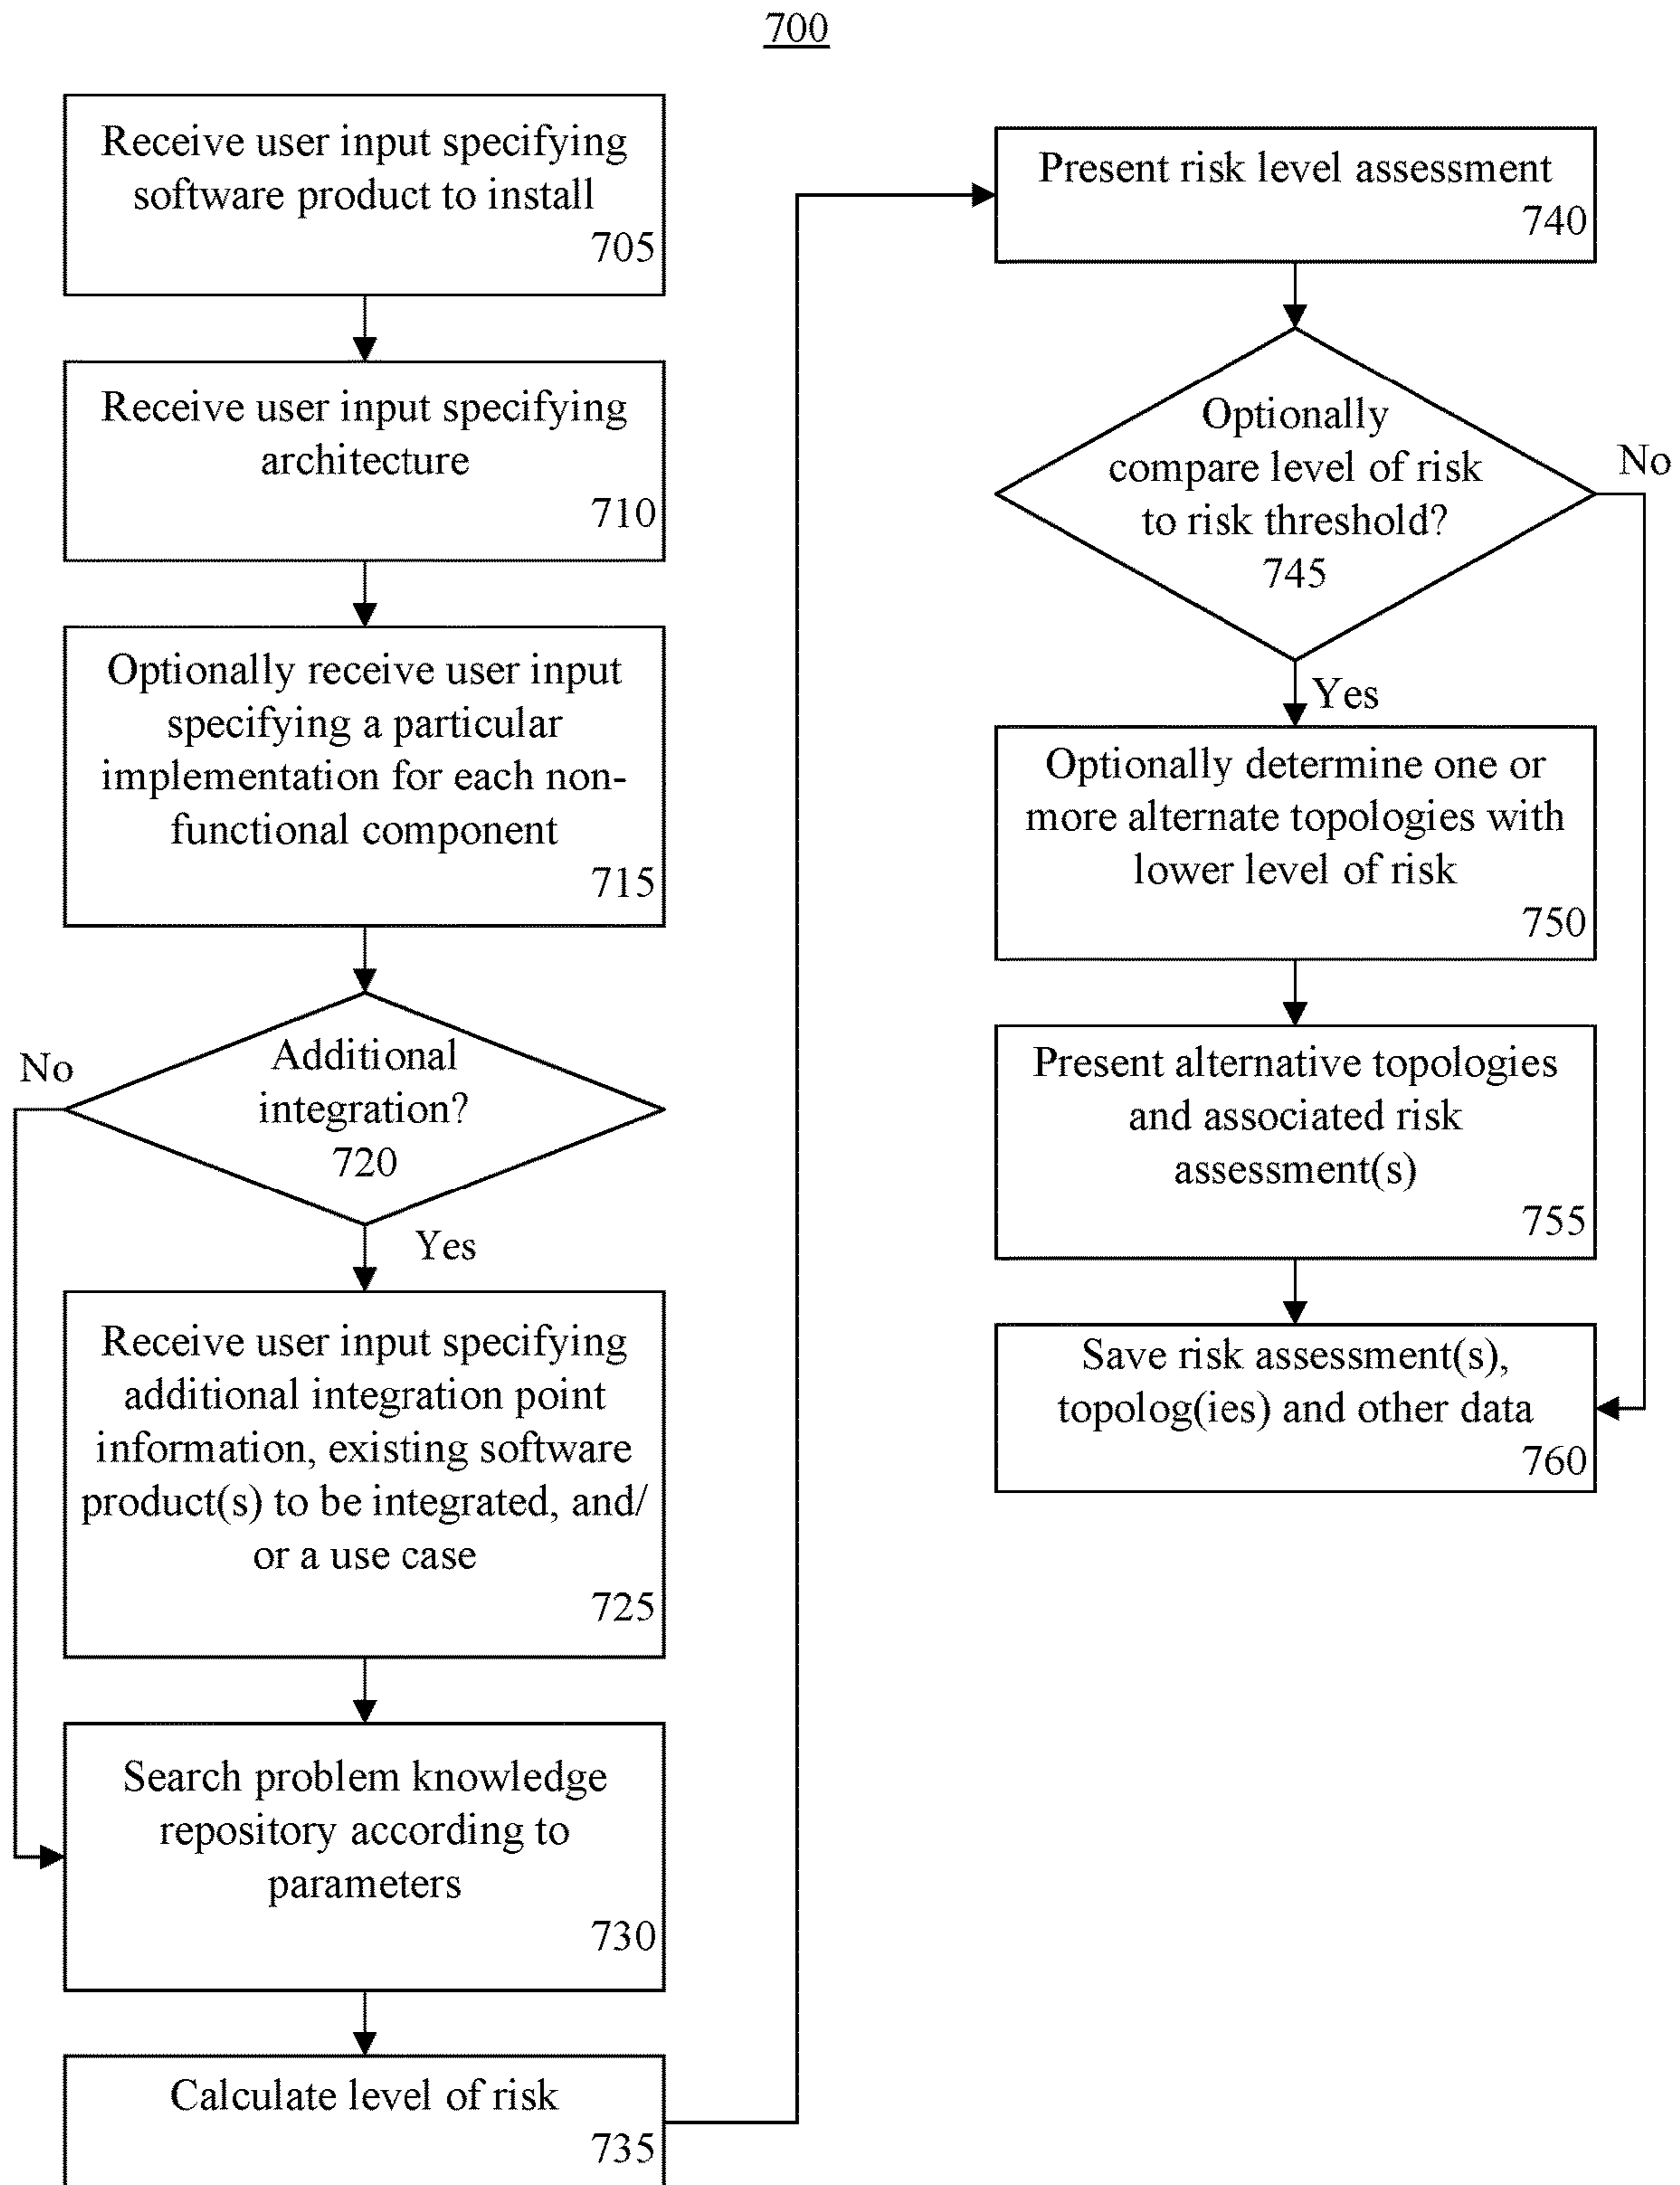 700
Receive user input specifying
software product to install
705
Receive user input specifying
architecture
710
Optionally receive user input
specifying a particular
implementation for each non-
functional component
715
Additional
integration?
720
No
Yes
Receive user input specifying
additional integration point
information, existing software
product(s) to be integrated, and/
or a use case
725
Search problem knowledge
repository according to
parameters
730
Calculate level of risk
735
Present risk level assessment
740
Optionally
compare level of risk
to risk threshold?
745
No
Yes
Optionally determine one or
more alternate topologies with
lower level of risk
750
Present alternative topologies
and associated risk
assessment(s)
755
Save risk assessment(s),
topolog(ies) and other data
760